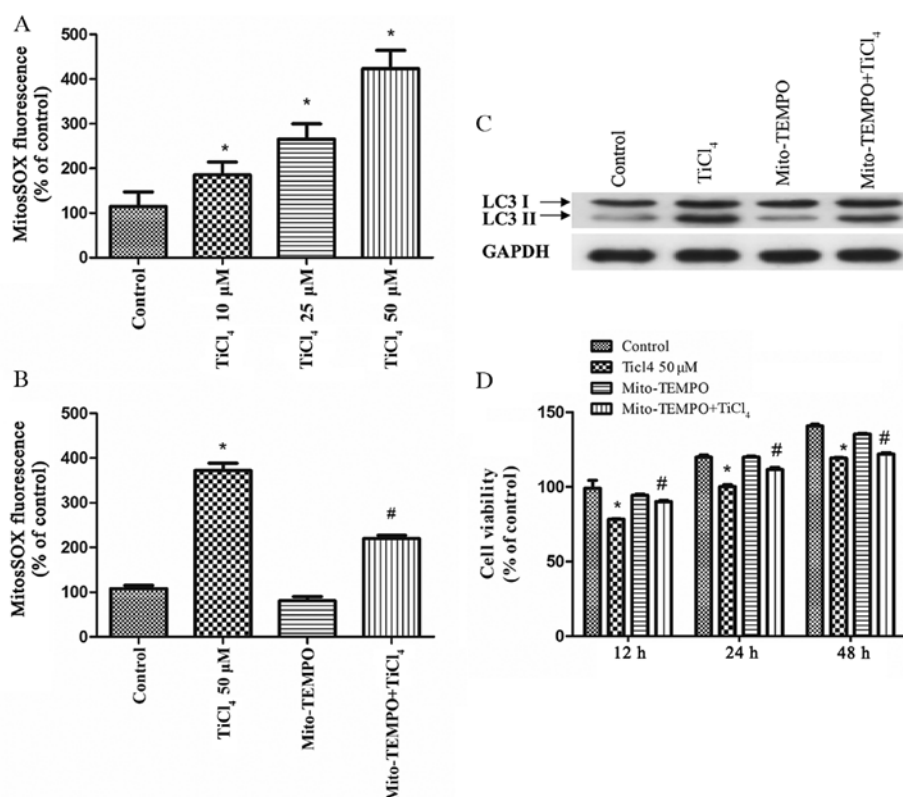 A
MitosSOX fluorescence
(% of control)
500
400
300
200
100
0
*
*
*
Control
TiCl4 10 µM
TiCl4 25 µM
TiCl4 50 µM
B
MitosSOX fluorescence
(% of control)
500
400
300
200
100
0
*
#
Control
TiCl4 50 µM
Mito-TEMPO
Mito-TEMPO+TiCl4
C
Control
TiCl4
Mito-TEMPO
Mito-TEMPO+TiCl4
LC3 I
LC3 II
GAPDH
D
Control
Ticl4 50 µM
Mito-TEMPO
Mito-TEMPO+TiCl4
Cell viability
(% of control)
150
100
50
0
* # * # * #
12 h 24 h 48 h